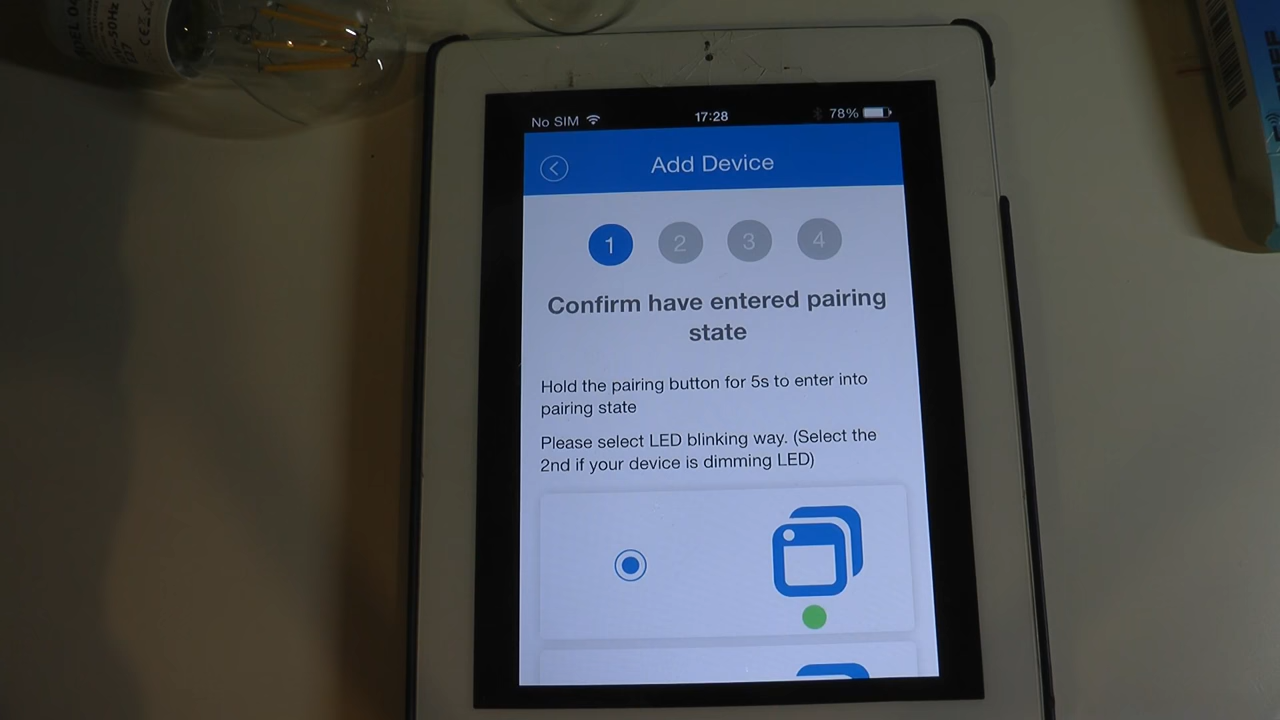 No SIM 17:28 78%
Add Device
1 2 3 4
Confirm have entered pairing
state
Hold the pairing button for 5s to enter into
pairing state
Please select LED blinking way. (Select the
2nd if your device is dimming LED)
E27